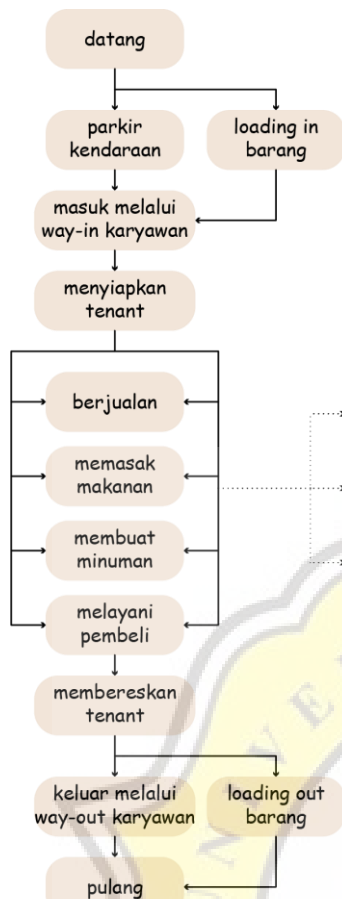 datang
parkir
kendaraan
loading in
barang
masuk melalui
way-in karyawan
menyiapkan
tenant
berjualan
memasak
makanan
membuat
minuman
melayani
pembeli
membereskan
tenant
keluar melalui
way-out karyawan
loading out
barang
pulang